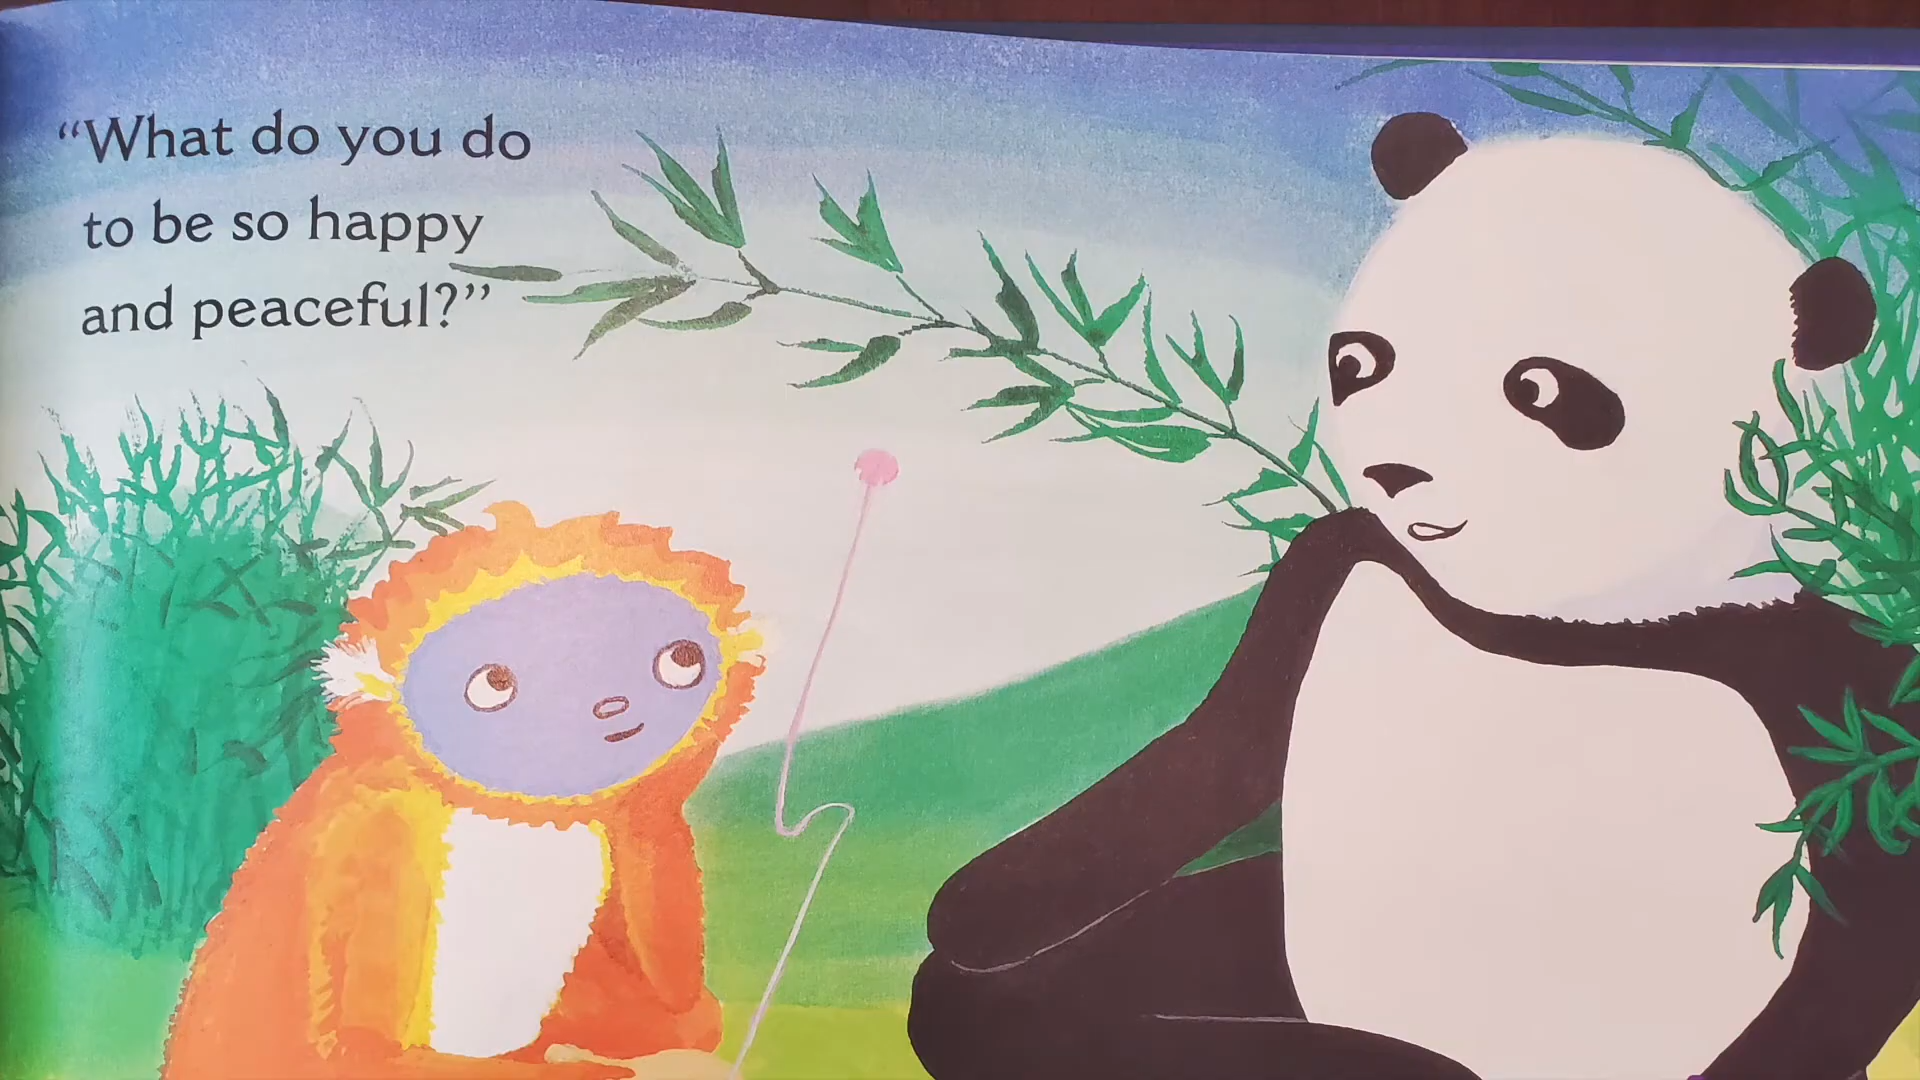 “What do you do
to be so happy
and peaceful?”